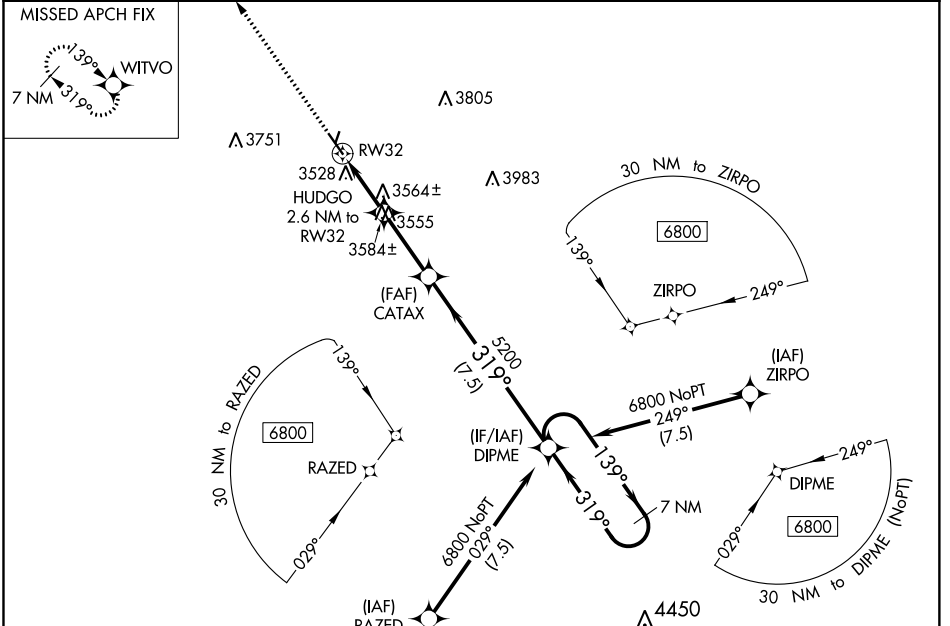 MISSED APCH FIX
139°
WITVO
7 NM
319°
3805
3751
RW32
3528
3564±
3983
HUDGO
2.6 NM to
RW32
3555
3584±
30 NM to ZIRPO
6800
139°
ZIRPO
249°
(FAF)
CATAX
5200
319°
(7.5)
(IAF)
ZIRPO
6800 NoPT
249°
(7.5)
139°
30 NM to RAZED
6800
RAZED
029°
(IF/IAF)
DIPME
139°
319°
7 NM
249°
DIPME
6800
029°
30 NM to DIPME (NoPT)
6800 NoPT
029°
(7.5)
(IAF)
RAZED
4450